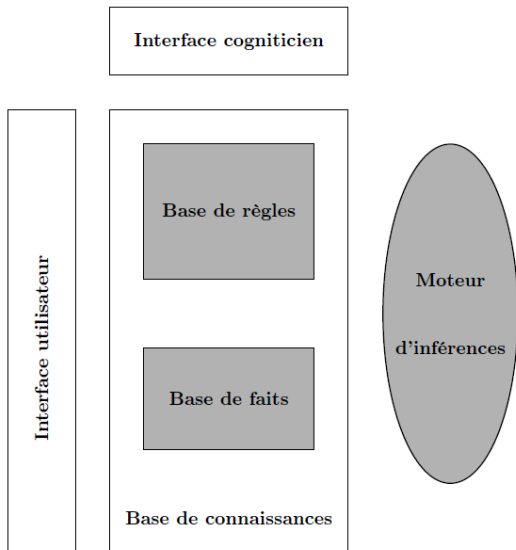 Interface cogniticien
Interface utilisateur
Base de règles
Base de faits
Base de connaissances
Moteur
d'inférences